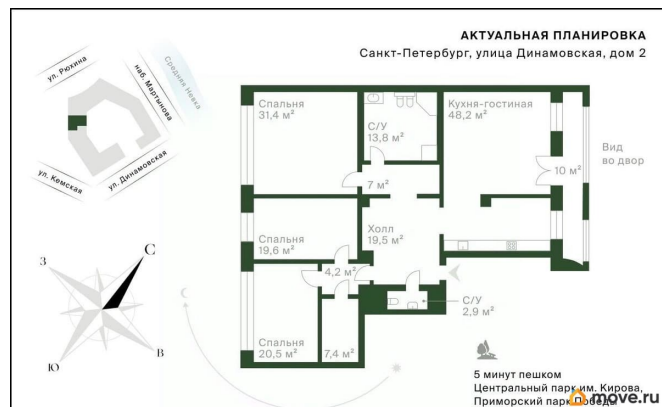 АКТУАЛЬНАЯ ПЛАНИРОВКА
Санкт-Петербург, улица Динамовская, дом 2
ул. Рюхина
наб. Мартынова
Средняя Невка
ул. Кемская
ул. Динамовская
Спальня
31,4 м²
С/У
13,8 м²
Кухня-гостиная
48,2 м²
Вид
во двор
10 м²
7 м²
Холл
19,5 м²
Спальня
19,6 м²
4,2 м²
С/У
2,9 м²
Спальня
20,5 м²
7,4 м²
С
З
В
Ю
5 минут пешком
Центральный парк им. Кирова,
Приморский парк Победы
move.ru